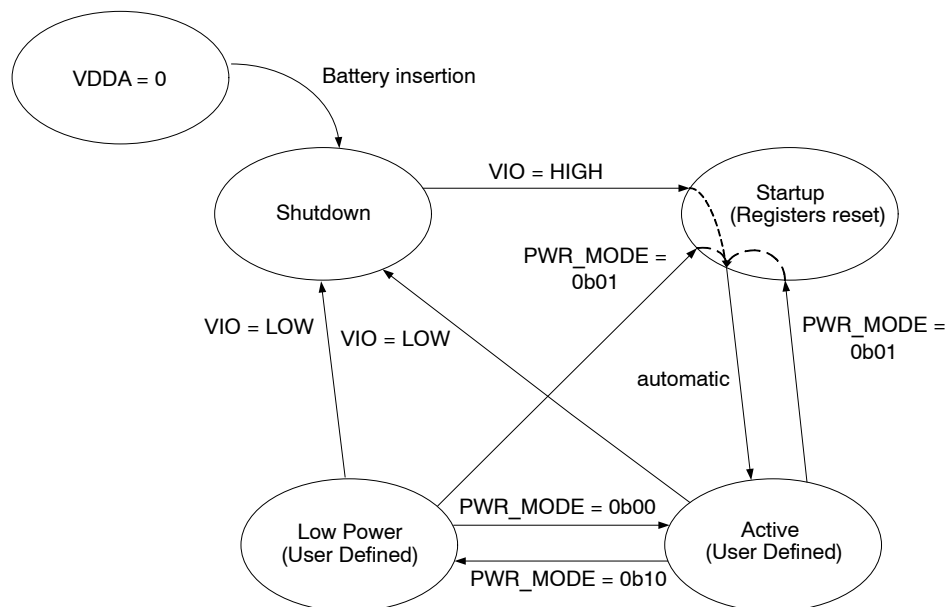 VDDA = 0
Battery insertion
Shutdown
VIO = HIGH
Startup
(Registers reset)
PWR_MODE =
0b01
VIO = LOW
VIO = LOW
PWR_MODE =
0b01
automatic
Low Power
(User Defined)
PWR_MODE = 0b00
PWR_MODE = 0b10
Active
(User Defined)